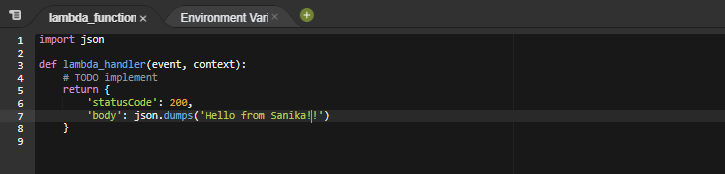 lambda_function × Environment Vari ×
1 import json
2
3 def lambda_handler(event, context):
4     # TODO implement
5     return {
6         'statusCode': 200,
7         'body': json.dumps('Hello from Sanika!!')
8     }
9